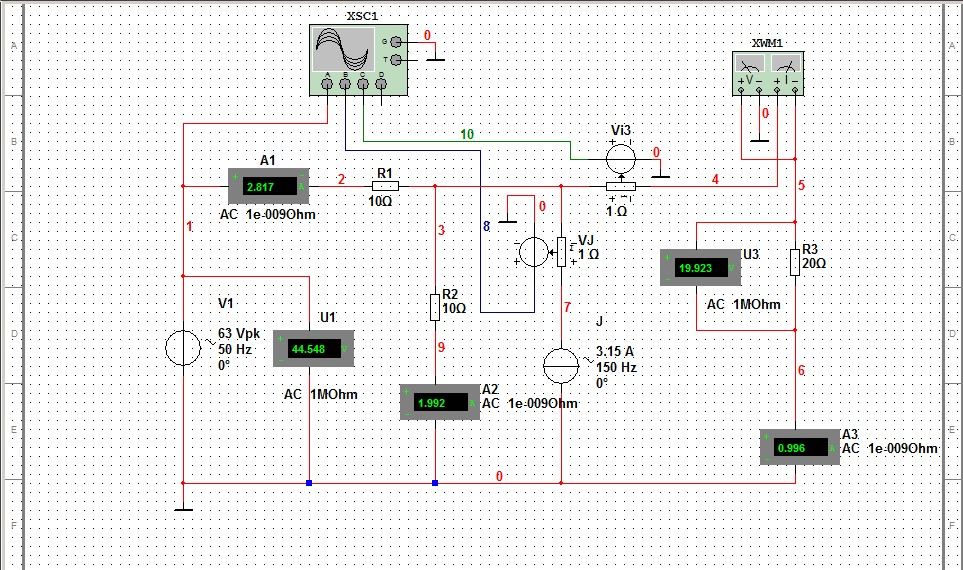 XSC1
G
T
A B C D
0
XWM1
+ V - + I -
0
A
B
C
D
E
F
A
B
C
D
E
F
10
Vi3
+ -
0
1 Ω
+ -
4
5
A1
+ 2.817 A
AC 1e-009Ohm
2
R1
10Ω
1
3
8
0
VJ
1 Ω
- +
7
U3
+ 19.923 V
-
AC 1MOhm
R3
20Ω
V1
63 Vpk
50 Hz
0°
U1
+ 44.548 V
-
AC 1MOhm
R2
10Ω
9
J
3.15 A
150 Hz
0°
A2
AC 1e-009Ohm
+ 1.992 A
-
6
A3
AC 1e-009Ohm
+ 0.996 A
-
0